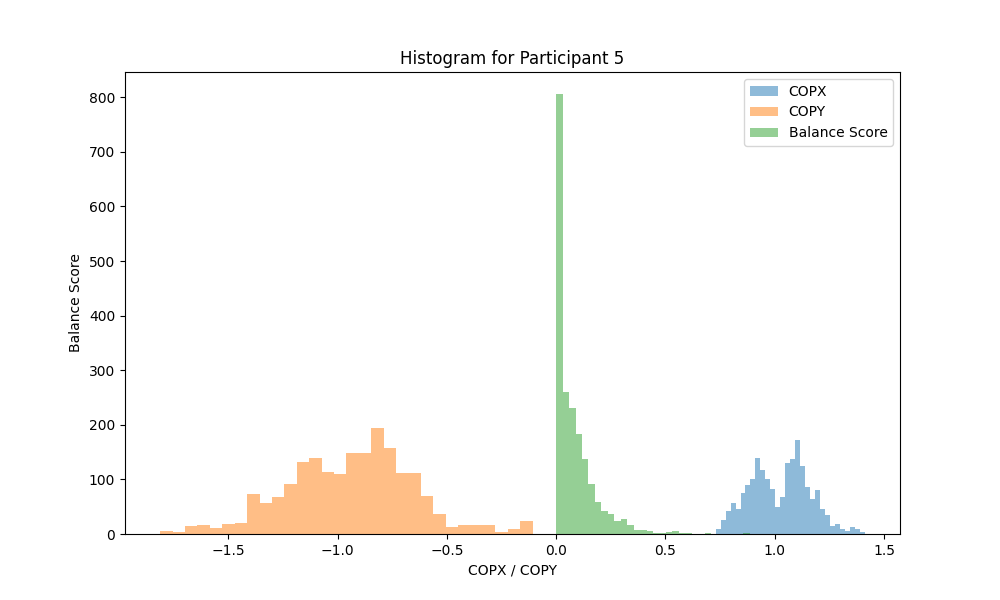 Histogram for Participant 5
COPX
COPY
Balance Score
Balance Score
800
700
600
500
400
300
200
100
0
−1.5
−1.0
−0.5
0.0
0.5
1.0
1.5
COPX / COPY